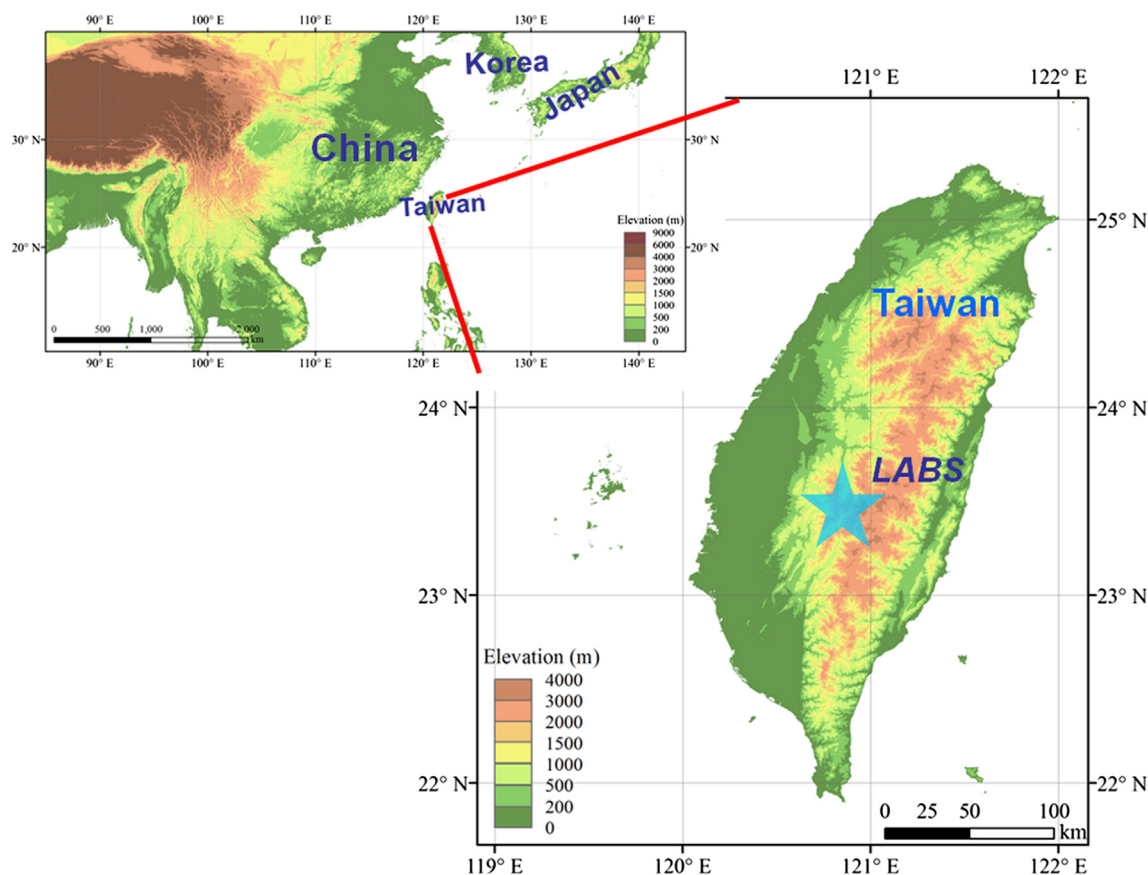 90° E 100° E 110° E 120° E 130° E 140° E
Korea
Japan
China
Taiwan
30° N
30° N
20° N
20° N
Elevation (m)
9000
6000
4000
3000
2000
1500
1000
500
200
0
0 500 1,000 2,000
km
90° E 100° E 110° E 120° E 130° E 140° E
121° E 122° E
25° N
Taiwan
24° N
24° N
LABS
23° N
23° N
Elevation (m)
4000
3000
2000
1500
1000
500
200
0
22° N
22° N
0 25 50 100
km
119° E 120° E 121° E 122° E